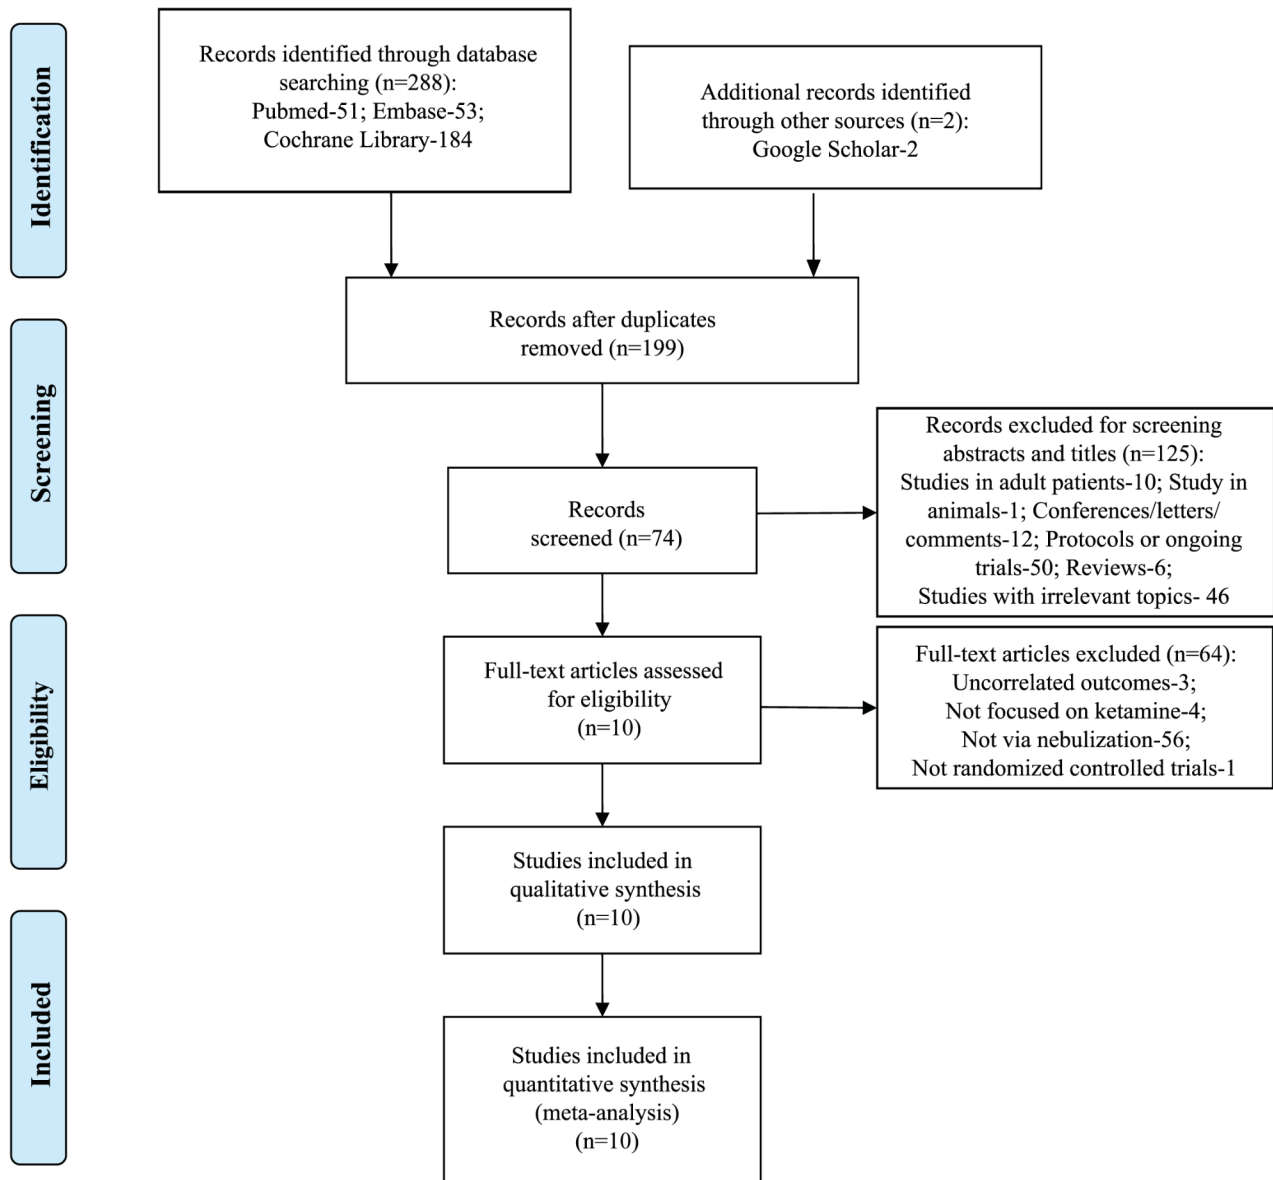 Identification
Records identified through database
searching (n=288):
Pubmed-51; Embase-53;
Cochrane Library-184
Additional records identified
through other sources (n=2):
Google Scholar-2
Records after duplicates
removed (n=199)
Screening
Records
screened (n=74)
Records excluded for screening
abstracts and titles (n=125):
Studies in adult patients-10; Study in
animals-1; Conferences/letters/
comments-12; Protocols or ongoing
trials-50; Reviews-6;
Studies with irrelevant topics- 46
Eligibility
Full-text articles assessed
for eligibility
(n=10)
Full-text articles excluded (n=64):
Uncorrelated outcomes-3;
Not focused on ketamine-4;
Not via nebulization-56;
Not randomized controlled trials-1
Studies included in
qualitative synthesis
(n=10)
Included
Studies included in
quantitative synthesis
(meta-analysis)
(n=10)